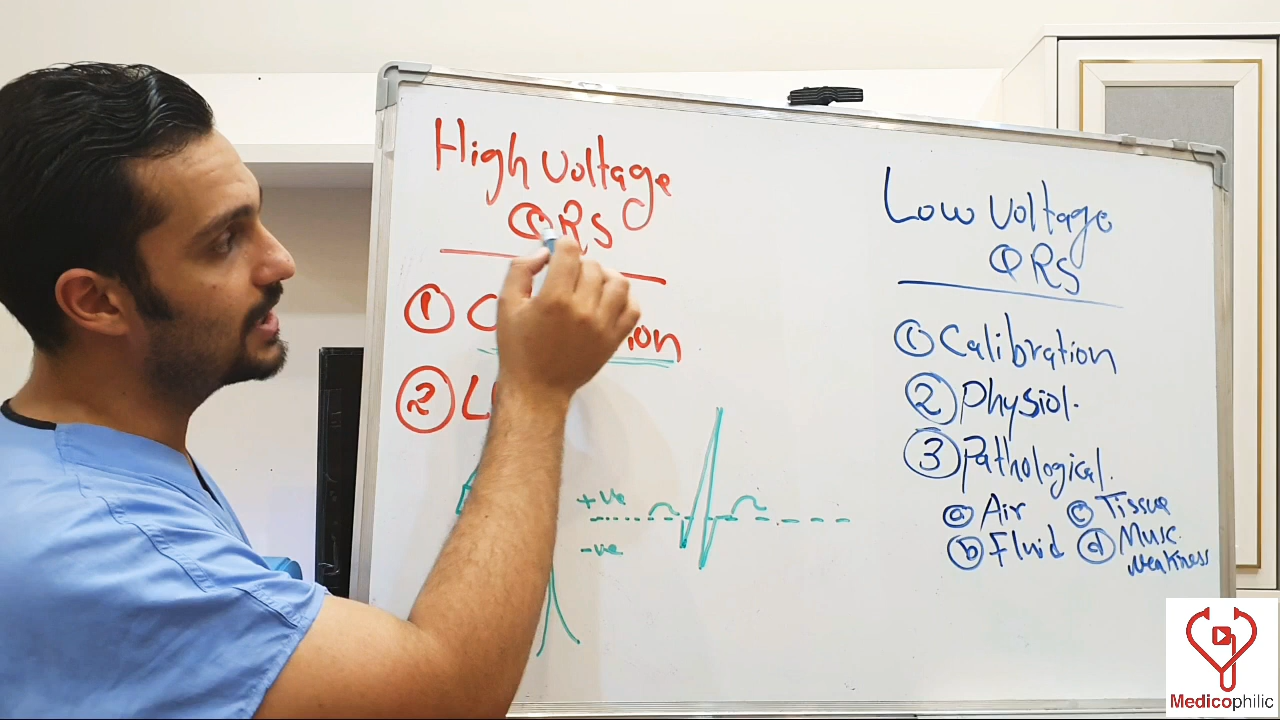 High Voltage
QRS
①
②
+ve
-ve
Low Voltage
QRS
① Calibration
② Physiol.
③ Pathological.
ⓐ Air ⓒ Tissue
ⓑ Fluid ⓓ Musc.
weakness
Medicophilic